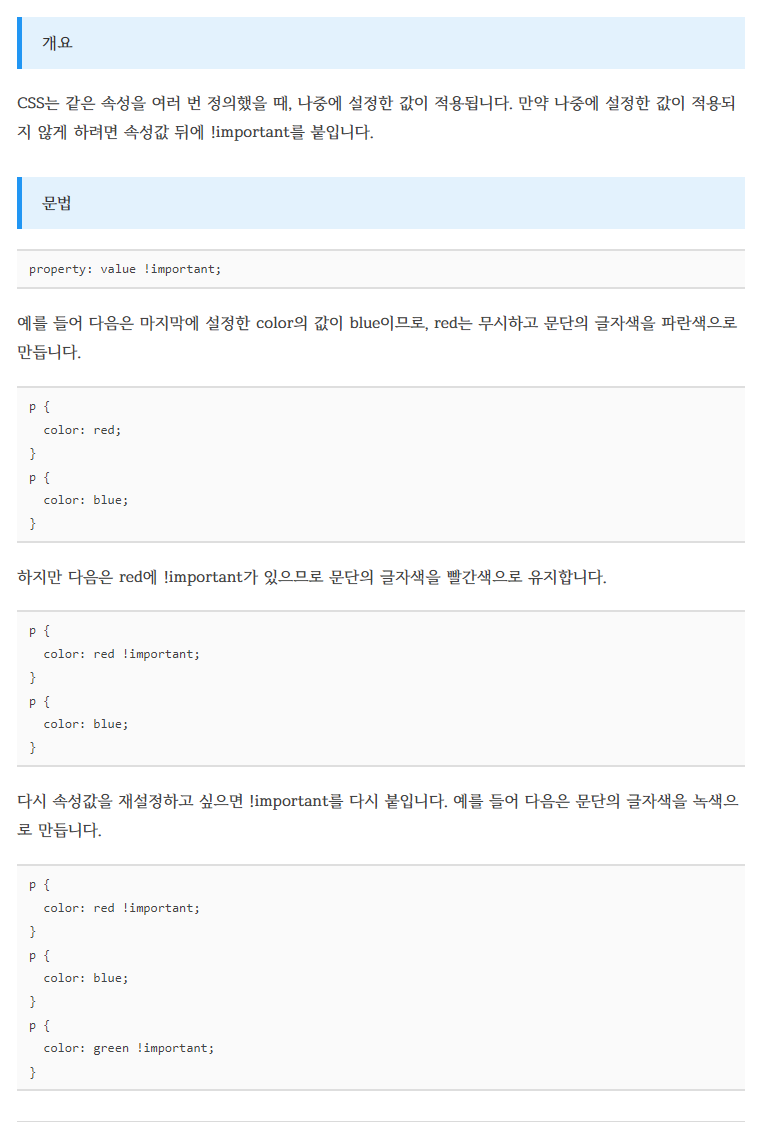 개요
CSS는 같은 속성을 여러 번 정의했을 때, 나중에 설정한 값이 적용됩니다. 만약 나중에 설정한 값이 적용되
지 않게 하려면 속성값 뒤에 !important를 붙입니다.
문법
property: value !important;
예를 들어 다음은 마지막에 설정한 color의 값이 blue이므로, red는 무시하고 문단의 글자색을 파란색으로
만듭니다.
p {
  color: red;
}
p {
  color: blue;
}
하지만 다음은 red에 !important가 있으므로 문단의 글자색을 빨간색으로 유지합니다.
p {
  color: red !important;
}
p {
  color: blue;
}
다시 속성값을 재설정하고 싶으면 !important를 다시 붙입니다. 예를 들어 다음은 문단의 글자색을 녹색으
로 만듭니다.
p {
  color: red !important;
}
p {
  color: blue;
}
p {
  color: green !important;
}